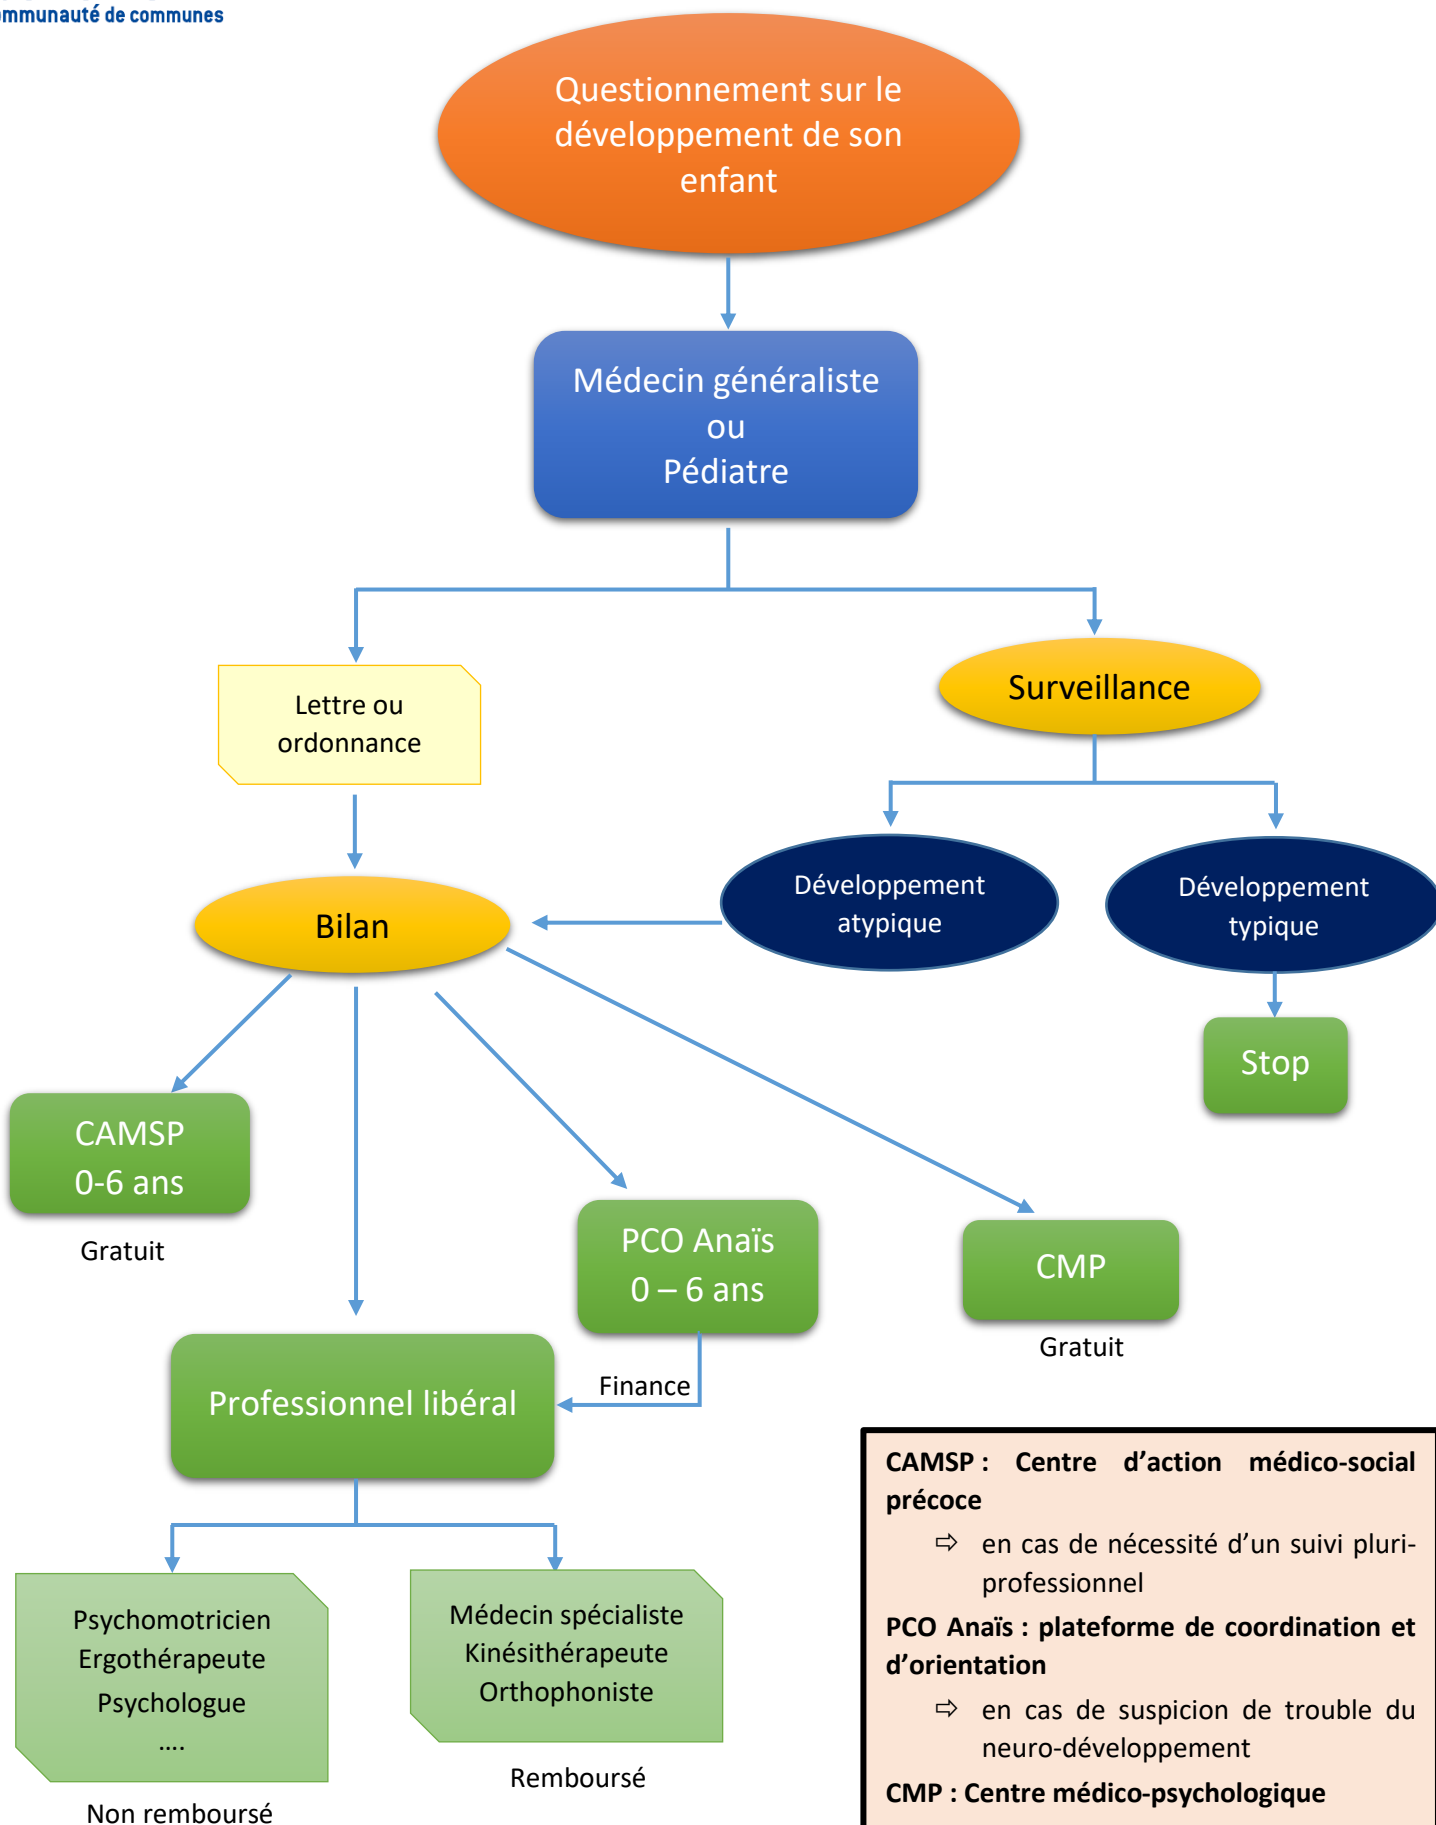 communauté de communes
Questionnement sur le
développement de son
enfant
Médecin généraliste
ou
Pédiatre
Lettre ou
ordonnance
Surveillance
Développement
atypique
Développement
typique
Bilan
Stop
CAMSP
0-6 ans
Gratuit
PCO Anaïs
0 – 6 ans
CMP
Gratuit
Finance
Professionnel libéral
Psychomotricien
Ergothérapeute
Psychologue
....
Non remboursé
Médecin spécialiste
Kinésithérapeute
Orthophoniste
Remboursé
CAMSP : Centre d’action médico-social
précoce
⇨ en cas de nécessité d’un suivi pluri-
professionnel
PCO Anaïs : plateforme de coordination et
d’orientation
⇨ en cas de suspicion de trouble du
neuro-développement
CMP : Centre médico-psychologique